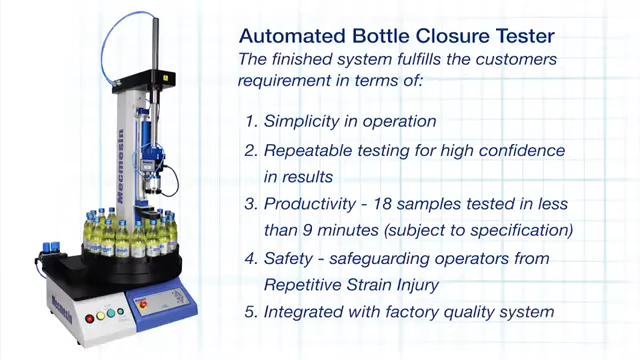 Automated Bottle Closure Tester
The finished system fulfills the customers
requirement in terms of:
1. Simplicity in operation
2. Repeatable testing for high confidence
in results
3. Productivity - 18 samples tested in less
than 9 minutes (subject to specification)
4. Safety - safeguarding operators from
Repetitive Strain Injury
5. Integrated with factory quality system
Mecmesin
Mecmesin